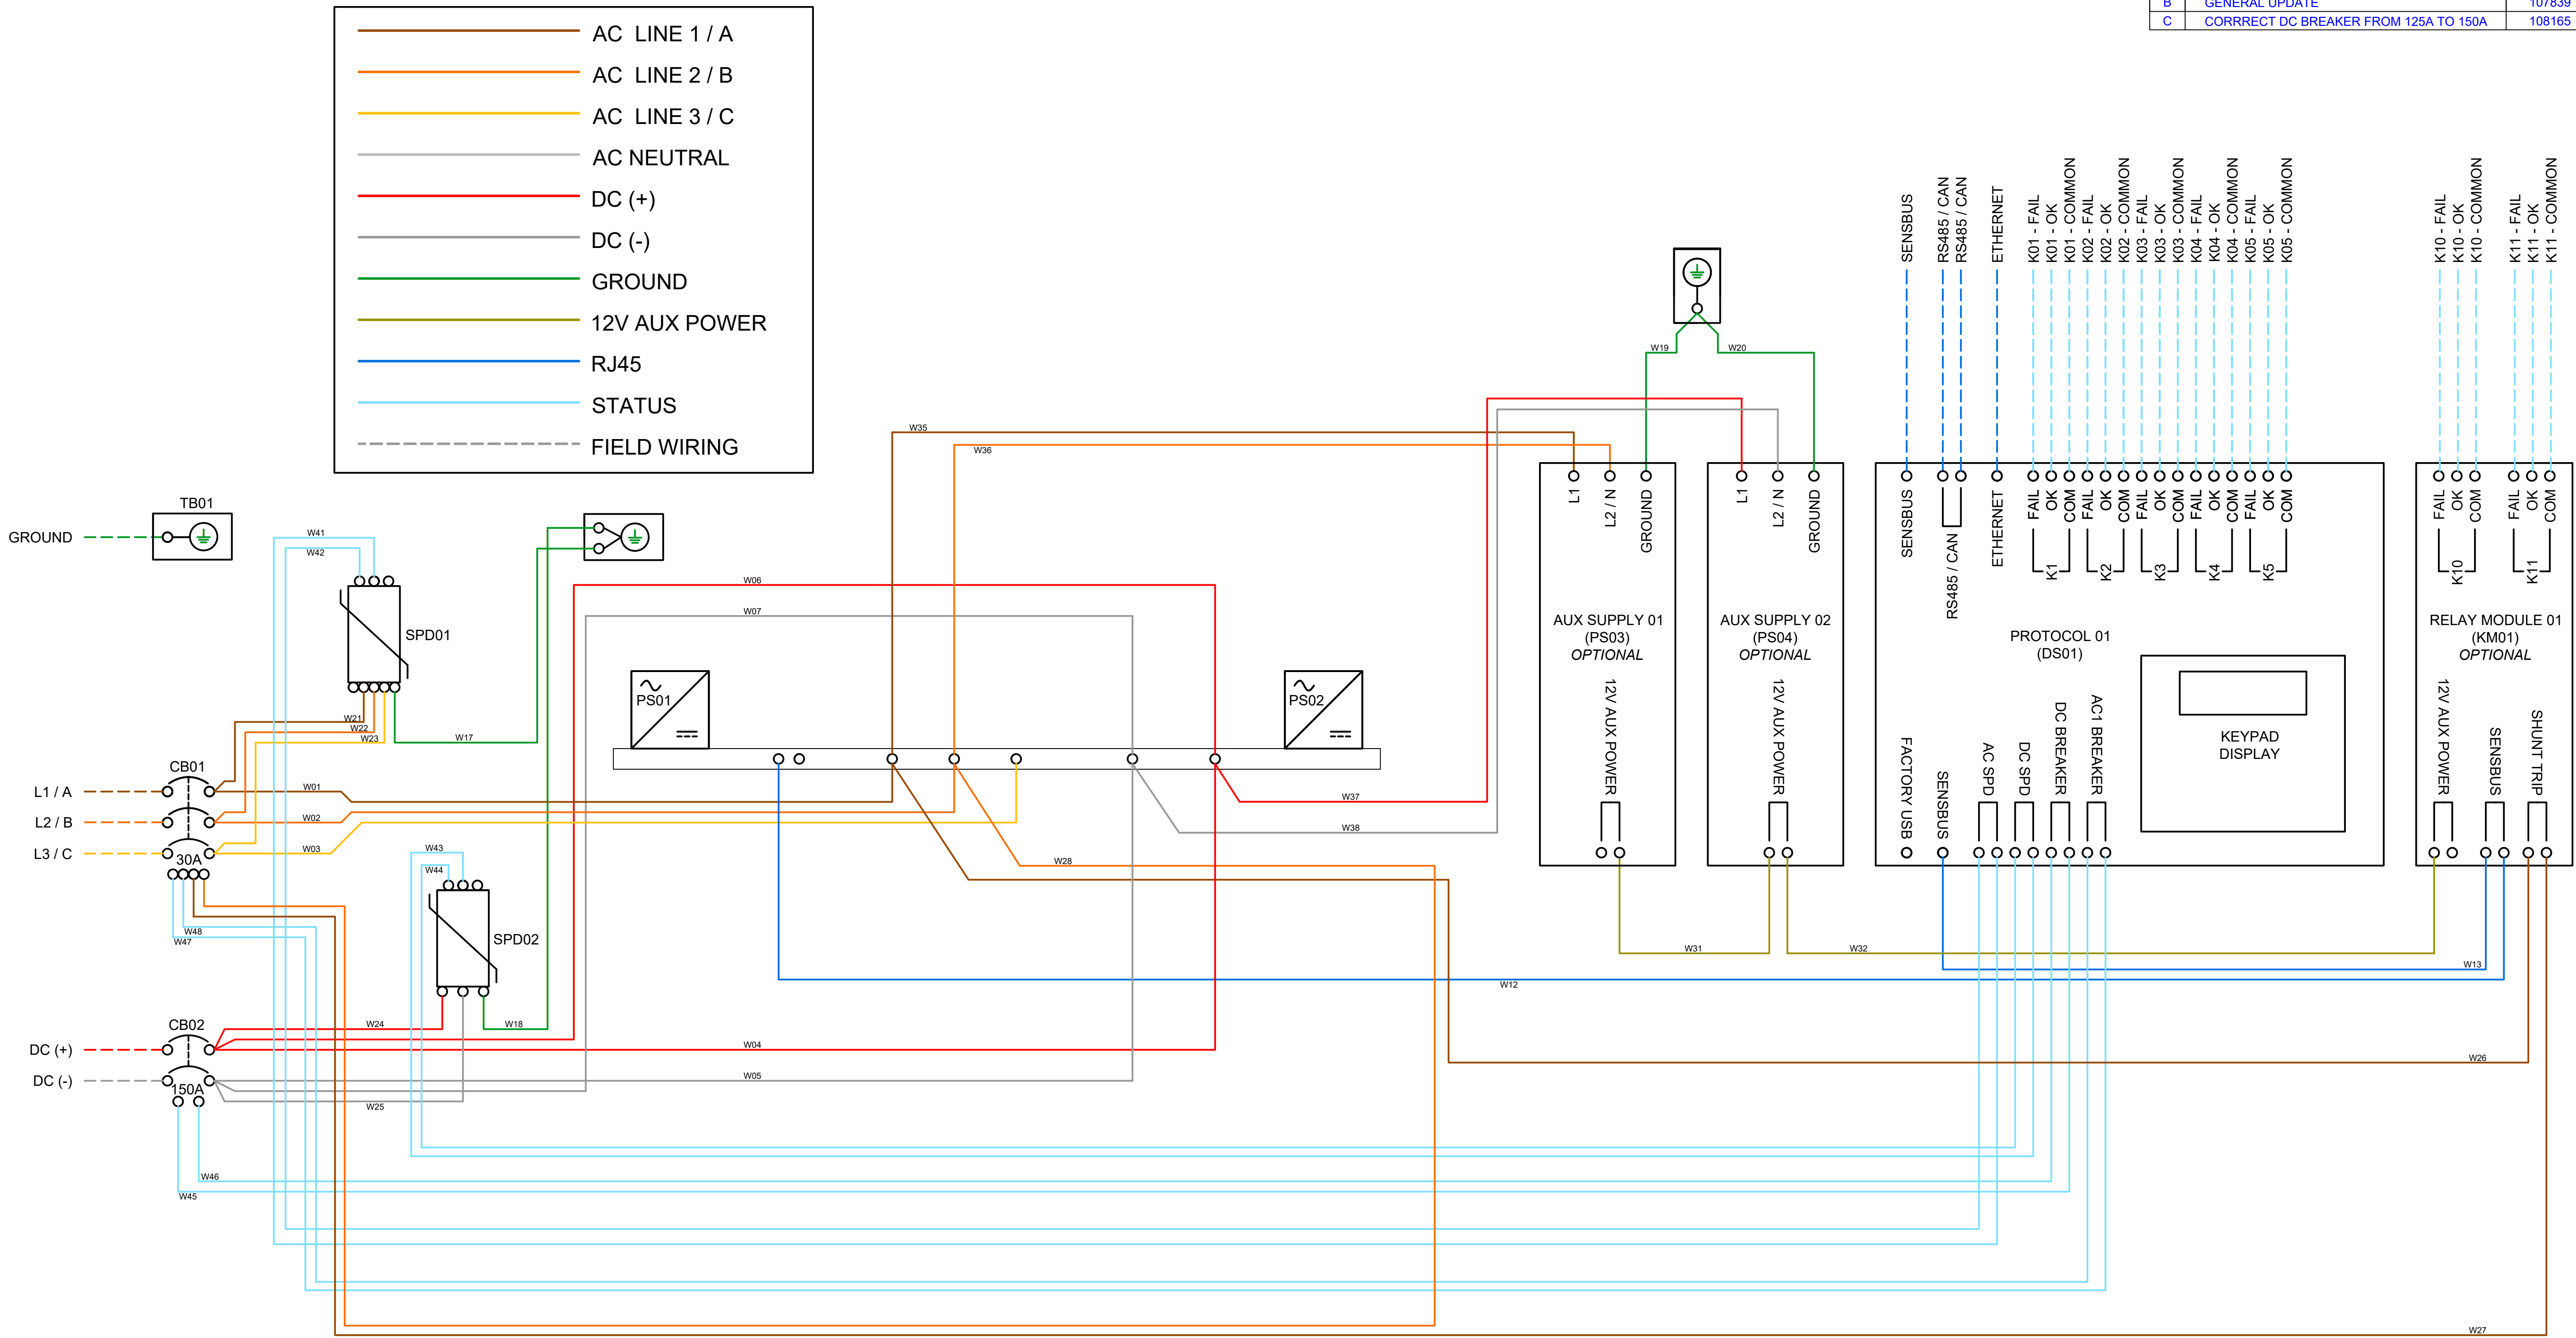 B GENERAL UPDATE 107839
C CORRRECT DC BREAKER FROM 125A TO 150A 108165
AC LINE 1 / A
AC LINE 2 / B
AC LINE 3 / C
AC NEUTRAL
DC (+)
DC (-)
GROUND
12V AUX POWER
RJ45
STATUS
FIELD WIRING
SENSBUS
RS485 / CAN
RS485 / CAN
ETHERNET
K01 - FAIL
K01 - OK
K01 - COMMON
K02 - FAIL
K02 - OK
K02 - COMMON
K03 - FAIL
K03 - OK
K03 - COMMON
K04 - FAIL
K04 - OK
K04 - COMMON
K05 - FAIL
K05 - OK
K05 - COMMON
K10 - FAIL
K10 - OK
K10 - COMMON
K11 - FAIL
K11 - OK
K11 - COMMON
W19
W20
W35
W36
TB01
GROUND
W41
W42
SPD01
W06
W07
W21
W22
W23
W17
PS01
PS02
CB01
L1 / A
L2 / B
L3 / C
30A
W01
W02
W03
W37
W38
W28
W43
W44
SPD02
W48
W47
W18
W24
CB02
DC (+)
DC (-)
150A
W04
W05
W25
W46
W45
L1
L2 / N
GROUND
AUX SUPPLY 01
(PS03)
OPTIONAL
12V AUX POWER
L1
L2 / N
GROUND
AUX SUPPLY 02
(PS04)
OPTIONAL
12V AUX POWER
SENSBUS
RS485 / CAN
ETHERNET
FAIL
OK
COM
K1
FAIL
OK
COM
K2
FAIL
OK
COM
K3
FAIL
OK
COM
K4
FAIL
OK
COM
K5
PROTOCOL 01
(DS01)
KEYPAD
DISPLAY
FACTORY USB
SENSBUS
AC SPD
DC SPD
DC BREAKER
AC1 BREAKER
FAIL
OK
COM
K10
FAIL
OK
COM
K11
RELAY MODULE 01
(KM01)
OPTIONAL
12V AUX POWER
SENSBUS
SHUNT TRIP
W31
W32
W13
W12
W26
W27